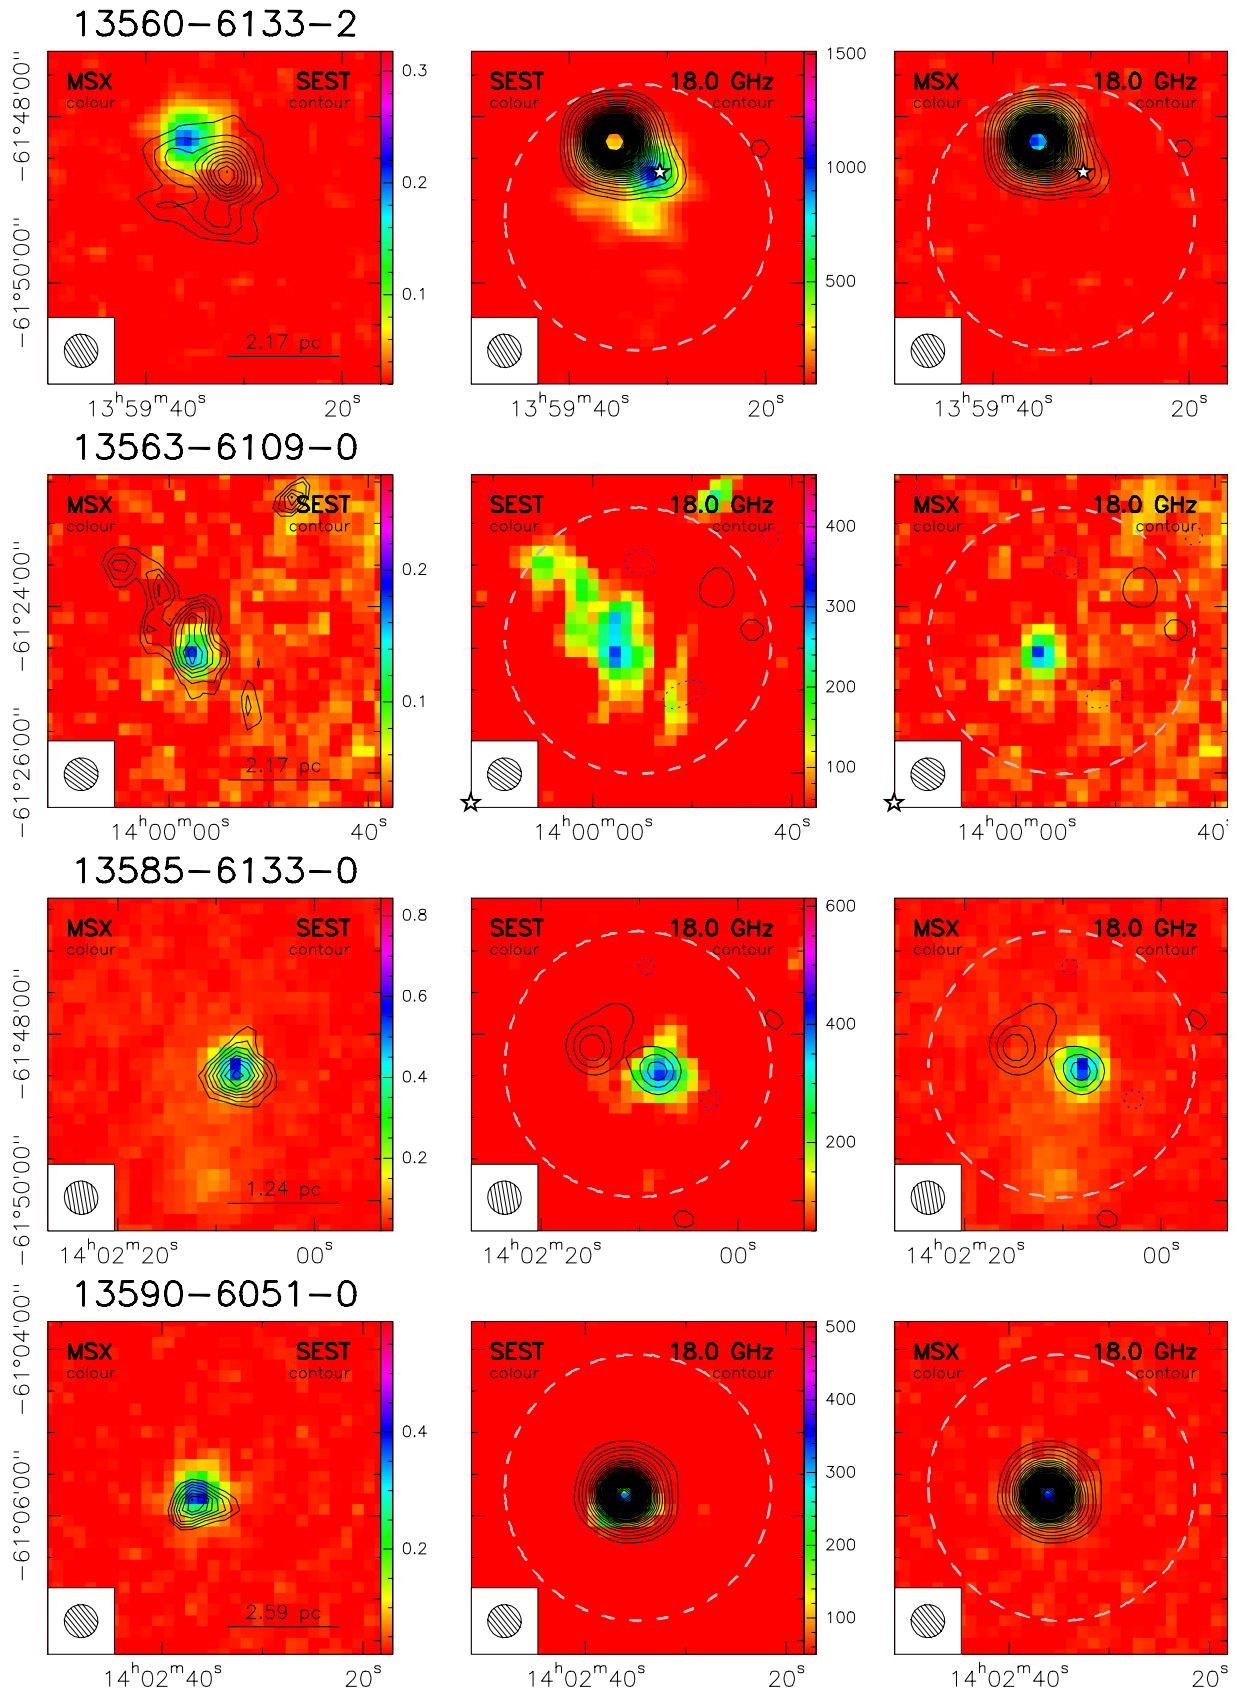 13560−6133−2
MSX SEST
colour contour
SEST 18.0 GHz
colour contour
MSX 18.0 GHz
colour contour
−61°48'00''
−61°50'00''
0.3
0.2
0.1
1500
1000
500
2.17 pc
13ʰ59ᵐ40ˢ 20ˢ
13ʰ59ᵐ40ˢ 20ˢ
13ʰ59ᵐ40ˢ 20ˢ
13563−6109−0
MSX SEST
colour contour
SEST 18.0 GHz
colour contour
MSX 18.0 GHz
colour contour
−61°24'00''
−61°26'00''
0.2
0.1
400
300
200
100
2.17 pc
14ʰ00ᵐ00ˢ 40ˢ
14ʰ00ᵐ00ˢ 40ˢ
14ʰ00ᵐ00ˢ 40
13585−6133−0
MSX SEST
colour contour
SEST 18.0 GHz
colour contour
MSX 18.0 GHz
colour contour
−61°48'00''
−61°50'00''
0.8
0.6
0.4
0.2
600
400
200
1.24 pc
14ʰ02ᵐ20ˢ 00ˢ
14ʰ02ᵐ20ˢ 00ˢ
14ʰ02ᵐ20ˢ 00ˢ
13590−6051−0
MSX SEST
colour contour
SEST 18.0 GHz
colour contour
MSX 18.0 GHz
colour contour
−61°04'00''
−61°06'00''
0.4
0.2
500
400
300
200
100
2.59 pc
14ʰ02ᵐ40ˢ 20ˢ
14ʰ02ᵐ40ˢ 20ˢ
14ʰ02ᵐ40ˢ 20ˢ